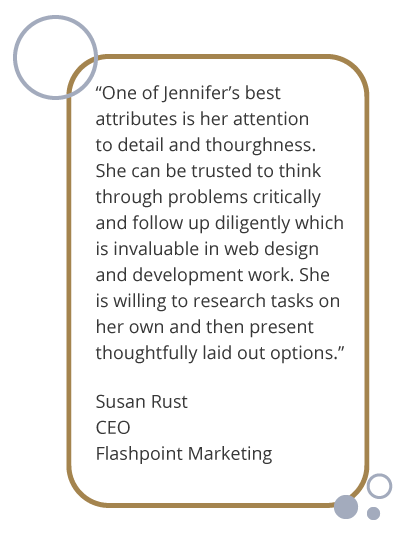 “One of Jennifer’s best
attributes is her attention
to detail and thourghness.
She can be trusted to think
through problems critically
and follow up diligently which
is invaluable in web design
and development work. She
is willing to research tasks on
her own and then present
thoughtfully laid out options.”
Susan Rust
CEO
Flashpoint Marketing